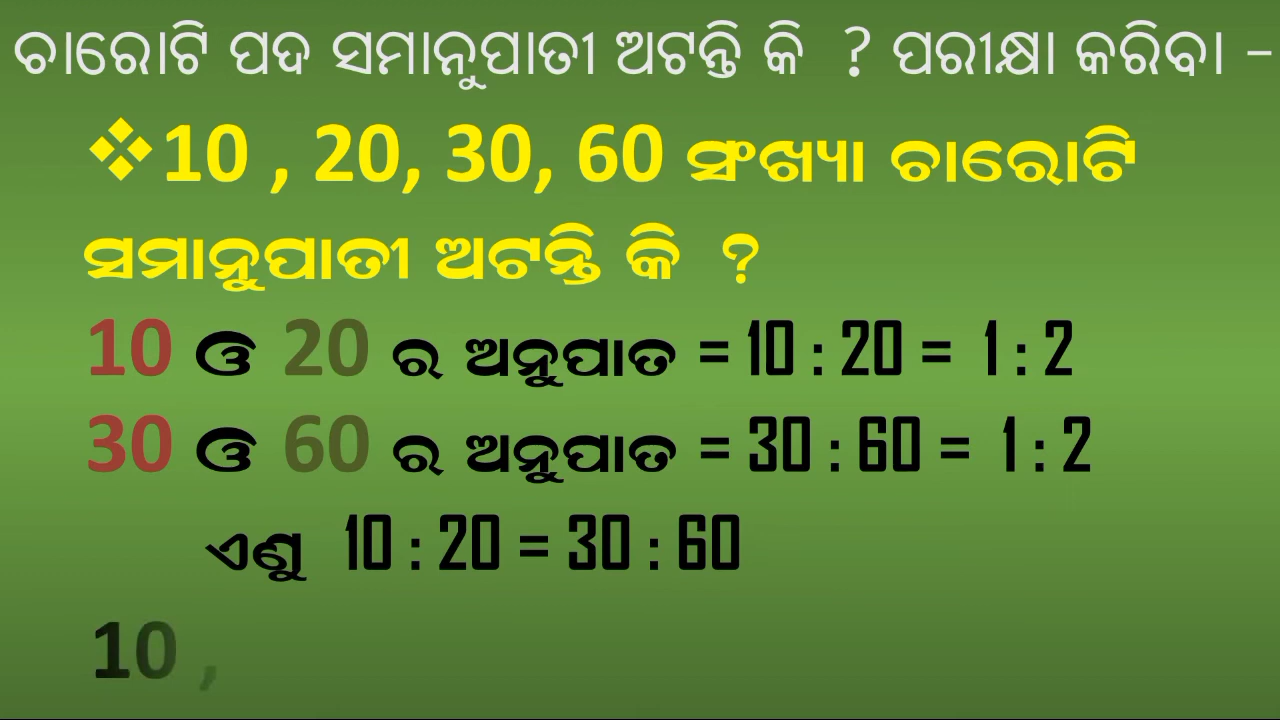 ଚାରୋଟି ପଦ ସମାନୁପାତୀ ଅଟନ୍ତି କି ? ପରୀକ୍ଷା କରିବା -
❖10 , 20, 30, 60 ସଂଖ୍ୟା ଚାରୋଟି
ସମାନୁପାତୀ ଅଟନ୍ତି କି ?
10 ଓ 20 ର ଅନୁପାତ = 10 : 20 = 1 : 2
30 ଓ 60 ର ଅନୁପାତ = 30 : 60 = 1 : 2
ଏଣୁ 10 : 20 = 30 : 60
10 ,